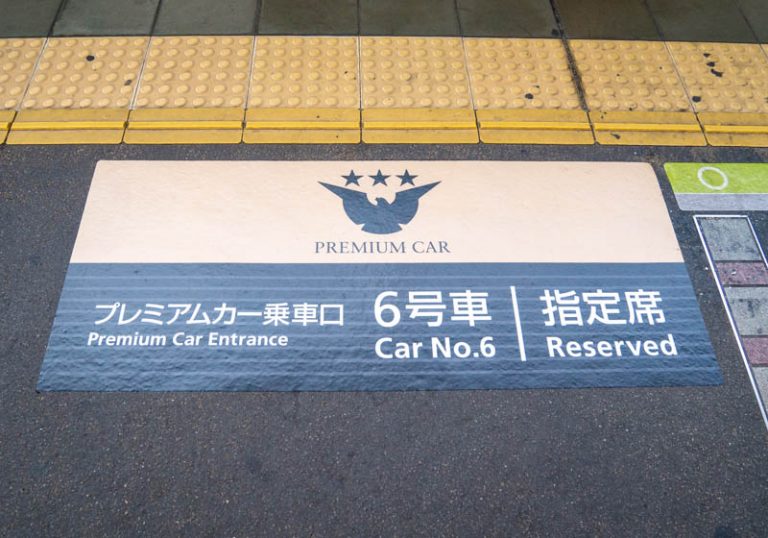 PREMIUM CAR
プレミアムカー乗車口
Premium Car Entrance
6号車
Car No.6
指定席
Reserved